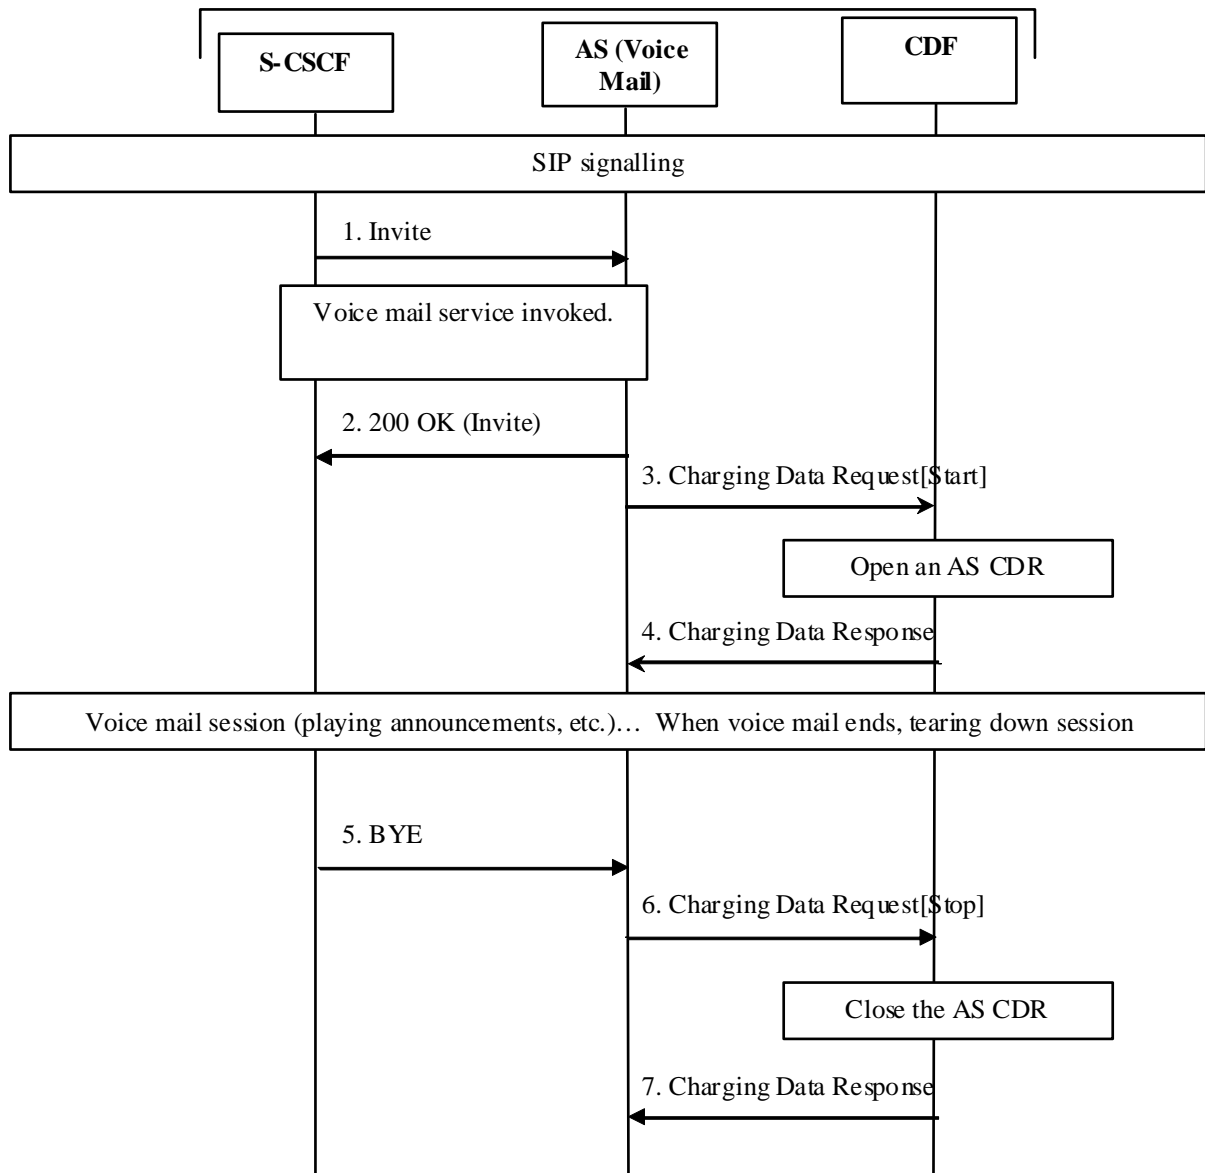 S-CSCF
AS (Voice
Mail)
CDF
SIP signalling
1. Invite
Voice mail service invoked.
2. 200 OK (Invite)
3. Charging Data Request[Start]
Open an AS CDR
4. Charging Data Response
Voice mail session (playing announcements, etc.)… When voice mail ends, tearing down session
5. BYE
6. Charging Data Request[Stop]
Close the AS CDR
7. Charging Data Response